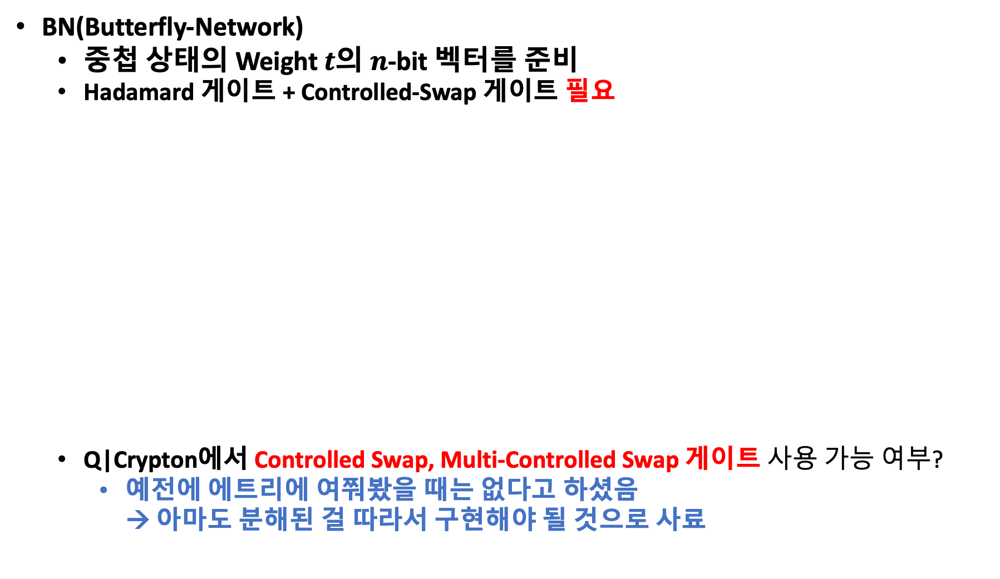 • BN(Butterfly-Network)
• 중첩 상태의 Weight t의 n-bit 벡터를 준비
• Hadamard 게이트 + Controlled-Swap 게이트 필요
• Q|Crypton에서 Controlled Swap, Multi-Controlled Swap 게이트 사용 가능 여부?
• 예전에 에트리에 여쭤봤을 때는 없다고 하셨음
→ 아마도 분해된 걸 따라서 구현해야 될 것으로 사료